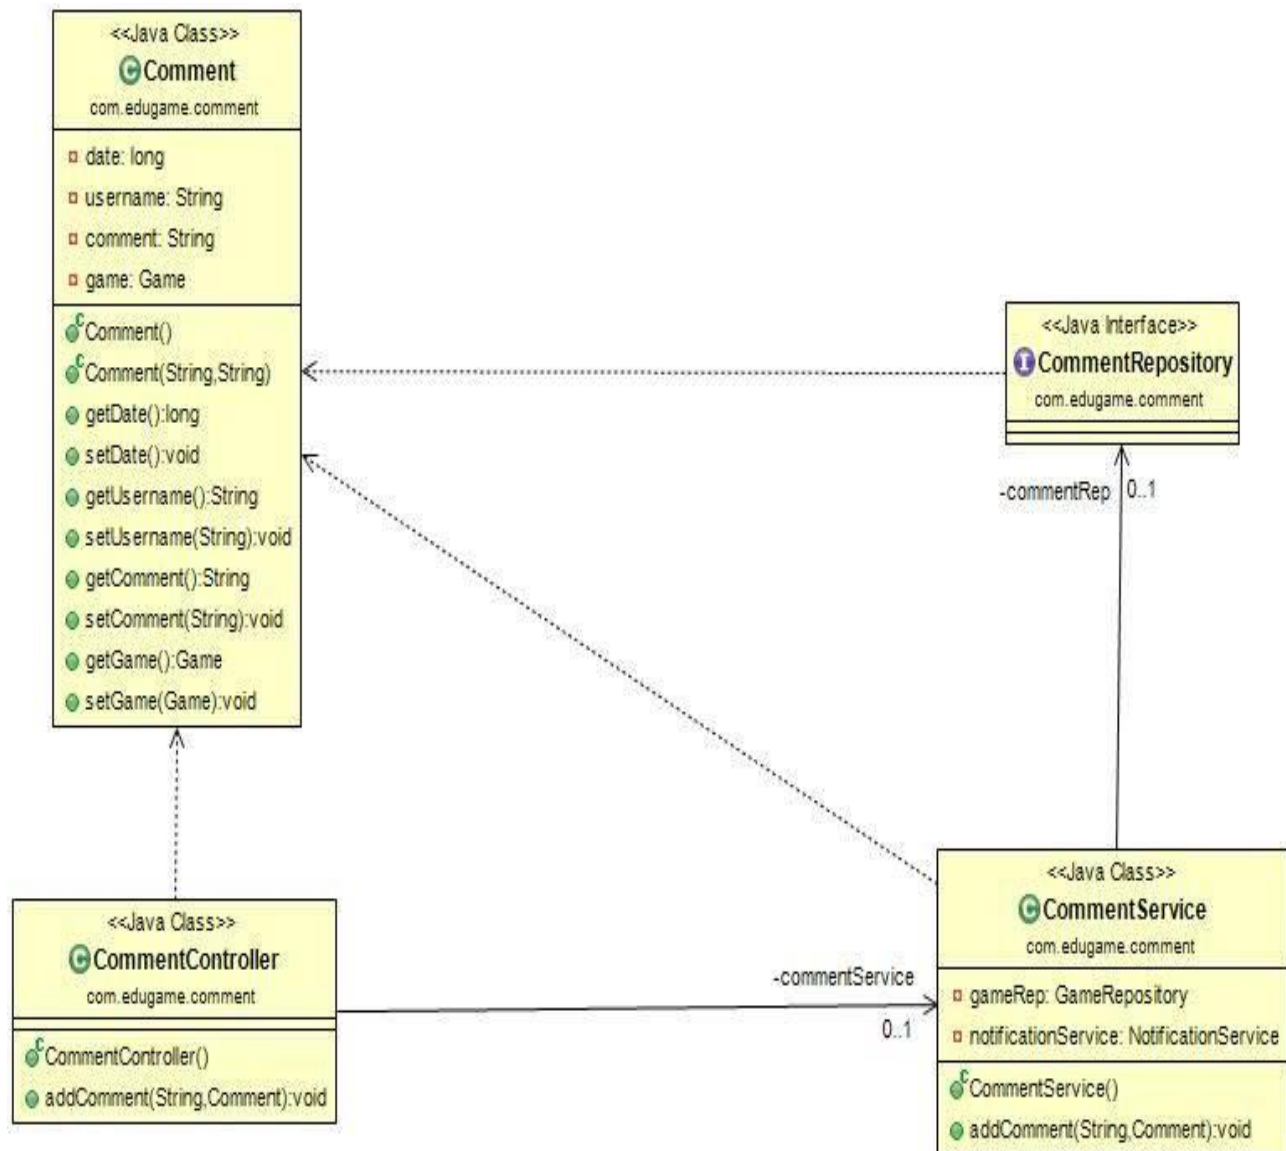 <<Java Class>>
Comment
com.edugame.comment
date: long
username: String
comment: String
game: Game
Comment()
Comment(String,String)
getDate():long
setDate():void
getUsername():String
setUsername(String):void
getComment():String
setComment(String):void
getGame():Game
setGame(Game):void
<<Java Interface>>
CommentRepository
com.edugame.comment
-commentRep 0..1
<<Java Class>>
CommentController
com.edugame.comment
CommentController()
addComment(String,Comment):void
-commentService
0..1
<<Java Class>>
CommentService
com.edugame.comment
gameRep: GameRepository
notificationService: NotificationService
CommentService()
addComment(String,Comment):void